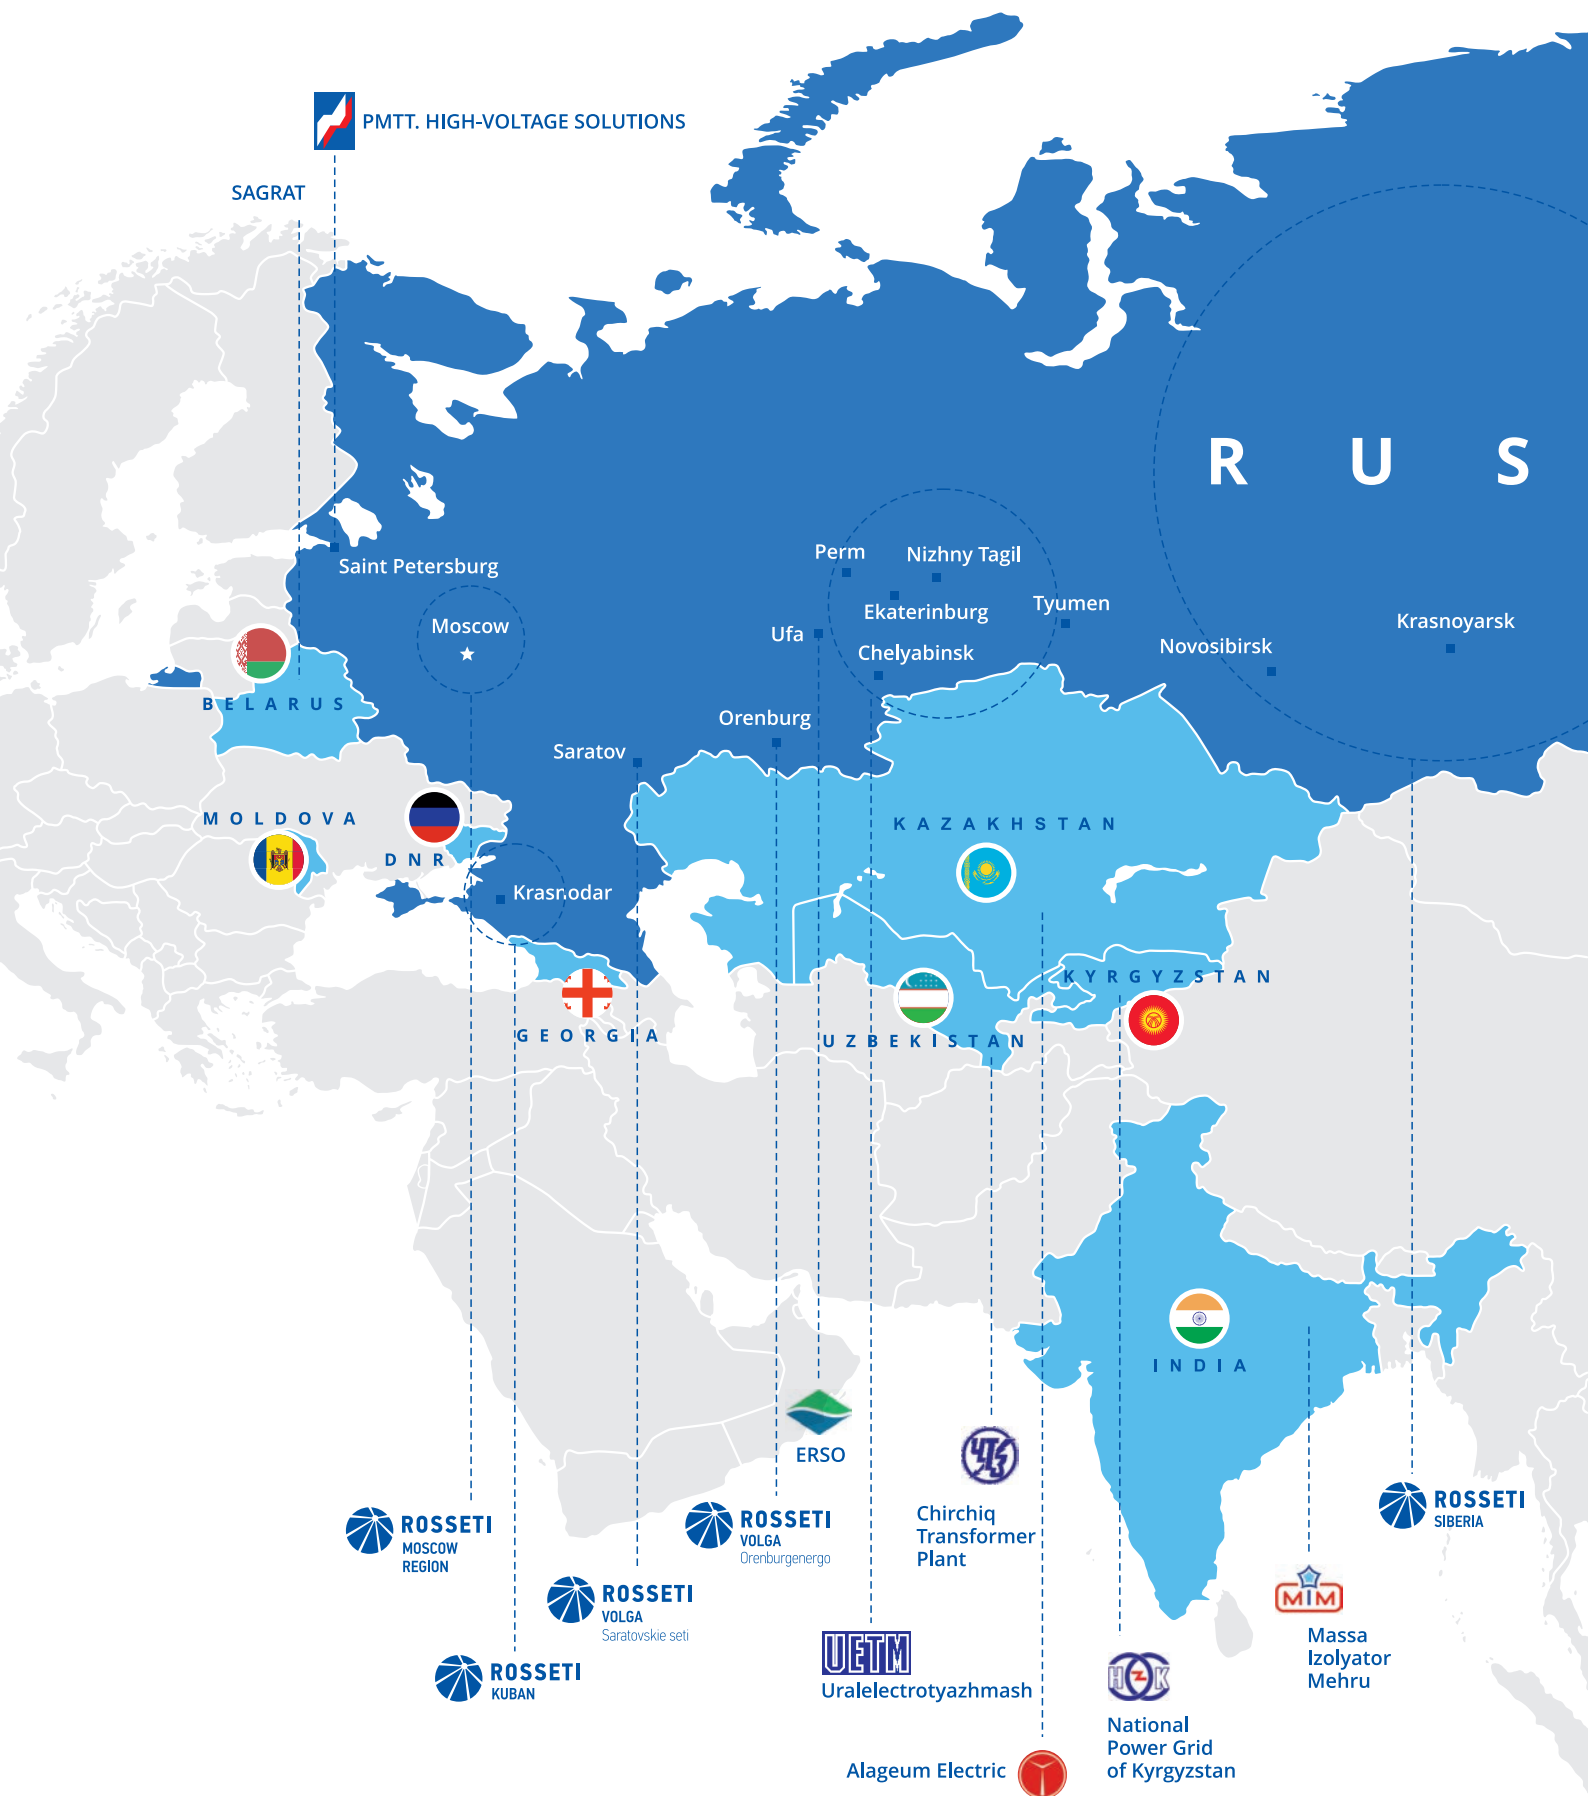 PMTT. HIGH-VOLTAGE SOLUTIONS
SAGRAT
R U S
Perm
Nizhny Tagil
Saint Petersburg
Ekaterinburg
Tyumen
Moscow
Ufa
Krasnoyarsk
Chelyabinsk
Novosibirsk
BELARUS
Orenburg
Saratov
MOLDOVA
KAZAKHSTAN
DNR
Krasnodar
KYRGYZSTAN
GEORGIA
UZBEKISTAN
INDIA
ERSO
ЧТЗ
ROSSETI
SIBERIA
Chirchiq
Transformer
Plant
ROSSETI
MOSCOW
REGION
ROSSETI
VOLGA
Orenburgenergo
ROSSETI
VOLGA
Saratovskie seti
MIM
Massa
Izolyator
Mehru
UETM
Uralelectrotyazhmash
ROSSETI
KUBAN
National
Power Grid
of Kyrgyzstan
Alageum Electric